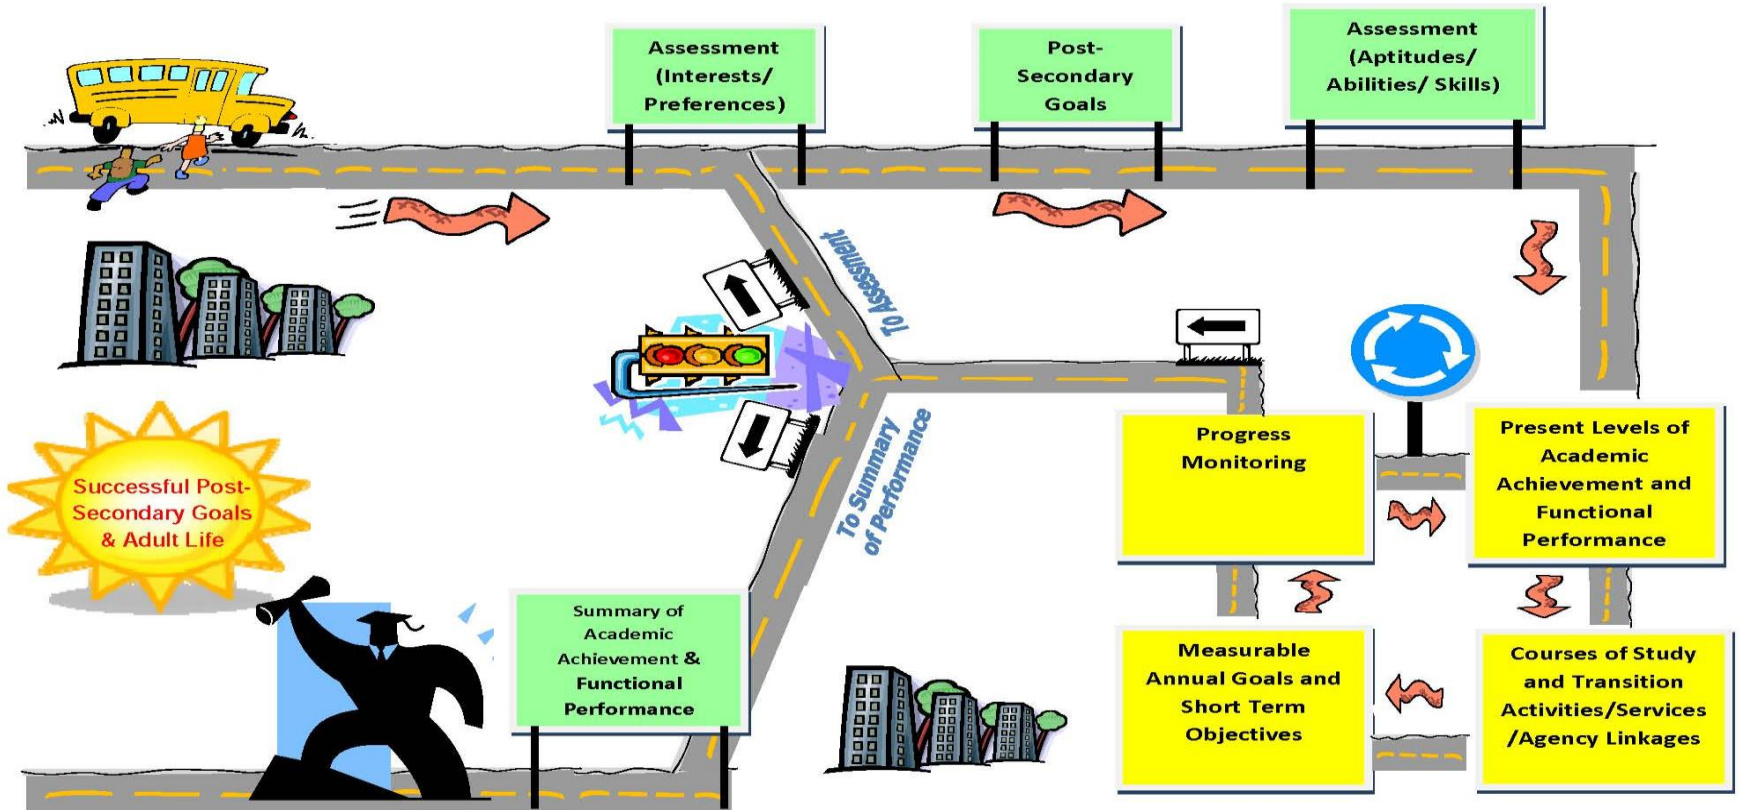 Assessment
(Interests/
Preferences)
Post-
Secondary
Goals
Assessment
(Aptitudes/
Abilities/ Skills)
To Assessment
Progress
Monitoring
Present Levels of
Academic
Achievement and
Functional
Performance
Successful Post-
Secondary Goals
& Adult Life
To Summary
of Performance
Summary of
Academic
Achievement &
Functional
Performance
Measurable
Annual Goals and
Short Term
Objectives
Courses of Study
and Transition
Activities/Services
/Agency Linkages